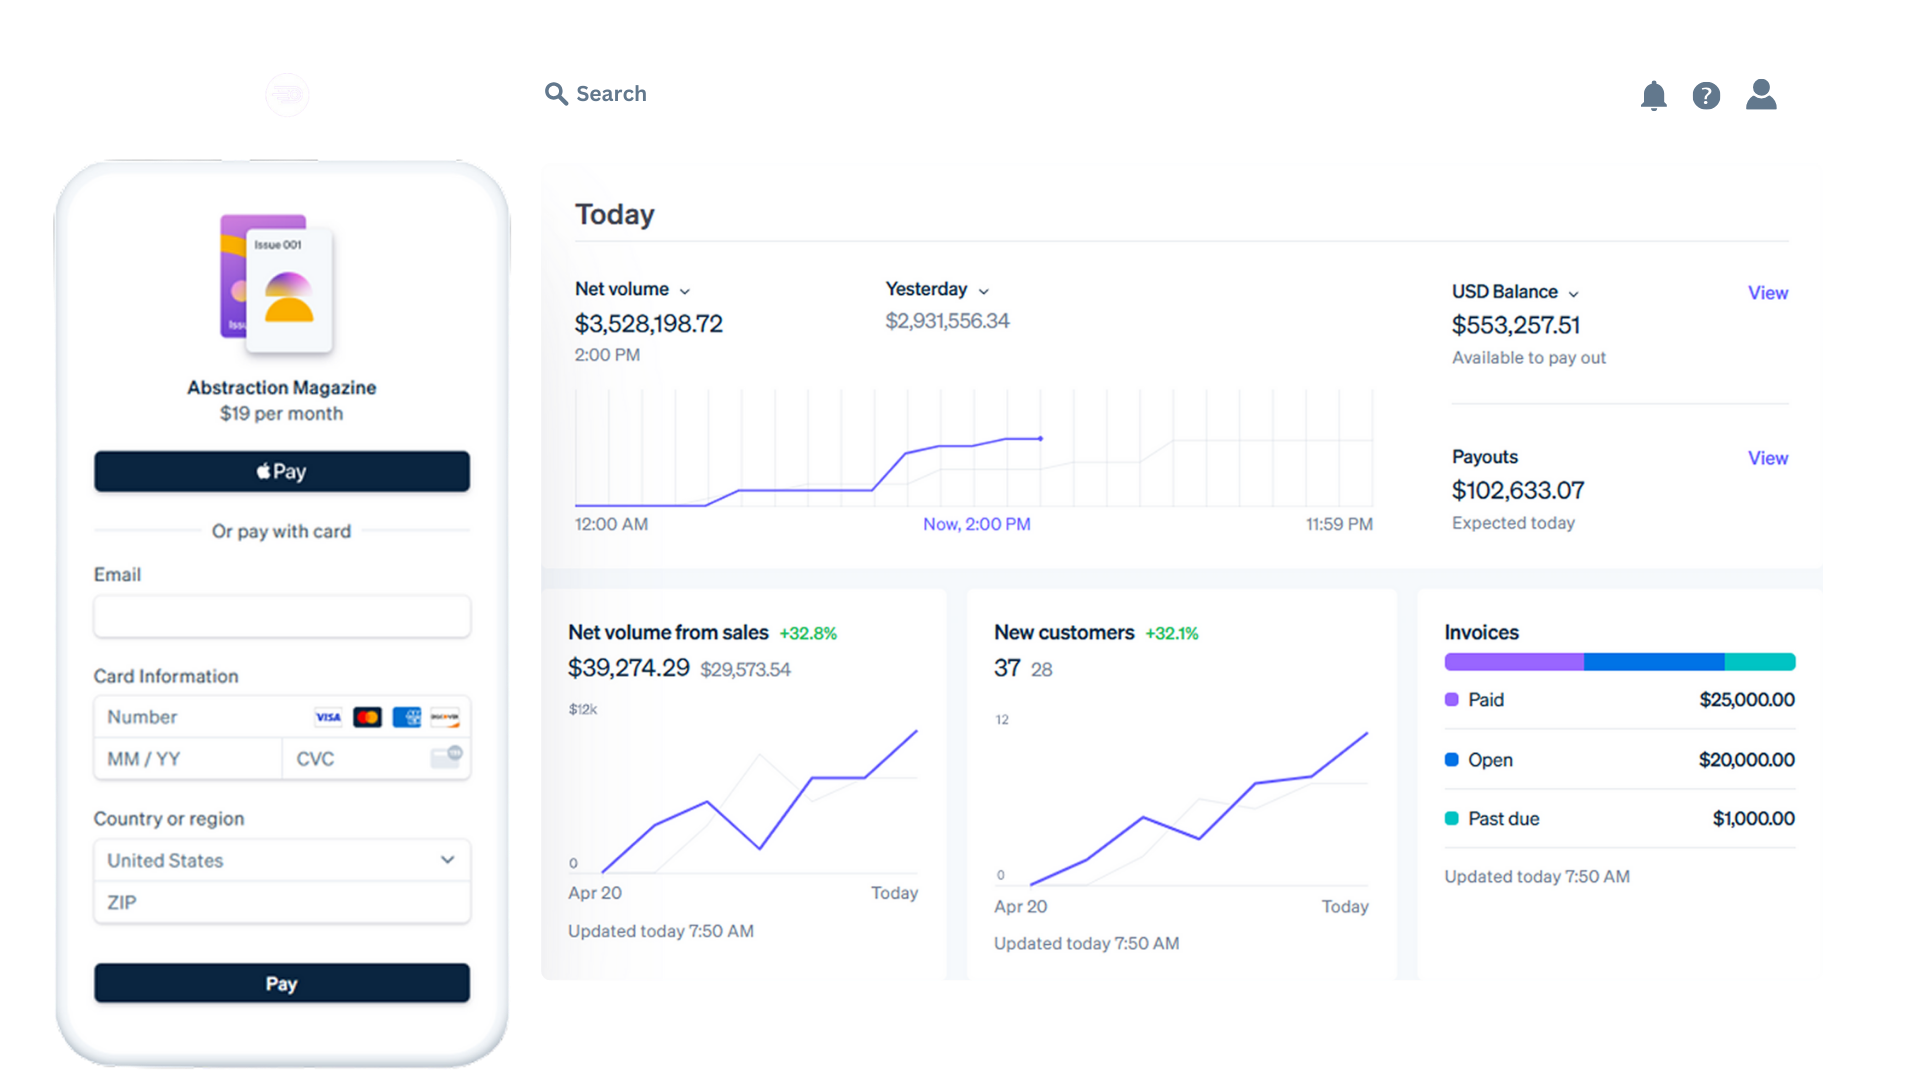 Search
Issue 001
Abstraction Magazine
$19 per month
Pay
Or pay with card
Email
Card Information
Number VISA
MM / YY CVC
Country or region
United States
ZIP
Pay
Today
Net volume
$3,528,198.72
2:00 PM
Yesterday
$2,931,556.34
12:00 AM
Now, 2:00 PM
11:59 PM
USD Balance
View
$553,257.51
Available to pay out
Payouts
View
$102,633.07
Expected today
Net volume from sales +32.8%
$39,274.29 $29,573.54
$12k
0
Apr 20 Today
Updated today 7:50 AM
New customers +32.1%
37 28
12
0
Apr 20 Today
Updated today 7:50 AM
Invoices
Paid $25,000.00
Open $20,000.00
Past due $1,000.00
Updated today 7:50 AM